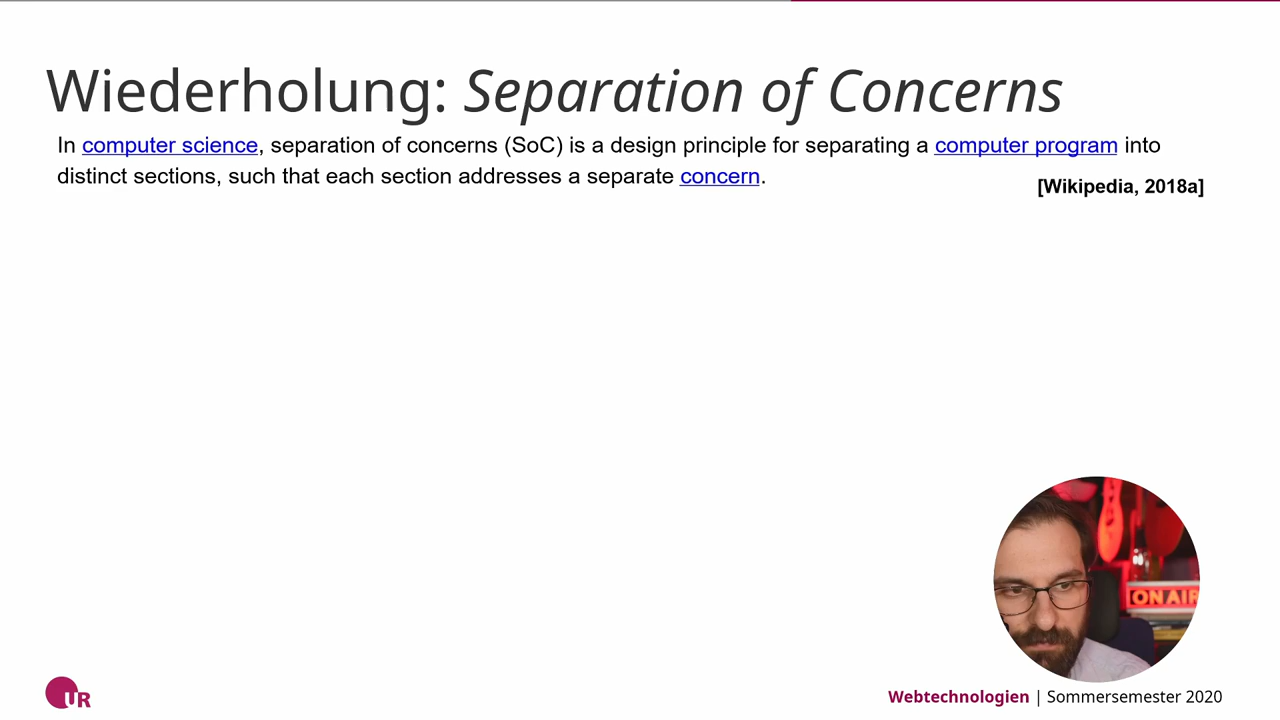 Wiederholung: Separation of Concerns
In computer science, separation of concerns (SoC) is a design principle for separating a computer program into
distinct sections, such that each section addresses a separate concern.
[Wikipedia, 2018a]
ON AIR
UR
Webtechnologien | Sommersemester 2020